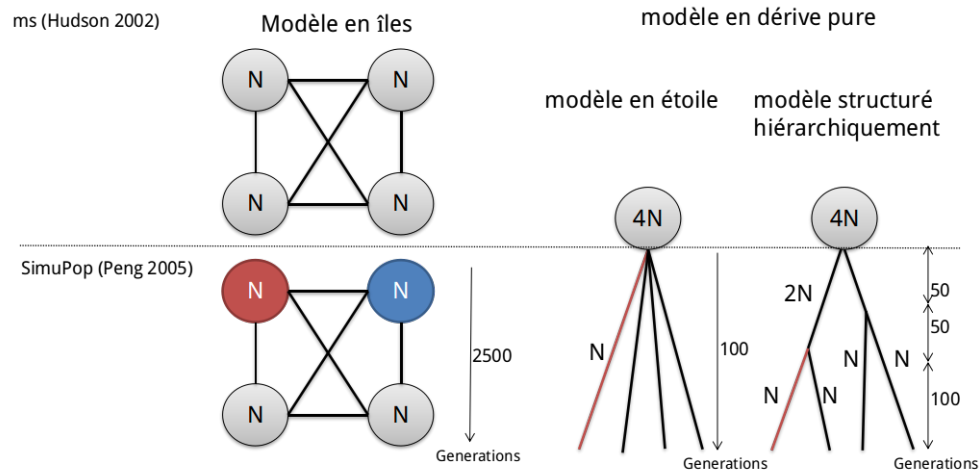 ms (Hudson 2002)
Modèle en îles
modèle en dérive pure
modèle en étoile
modèle structuré
hiérarchiquement
N
N
N
N
4N
4N
SimuPop (Peng 2005)
N
N
N
N
2500
Generations
N
100
Generations
2N
N
N
N
N
50
50
100
Generations